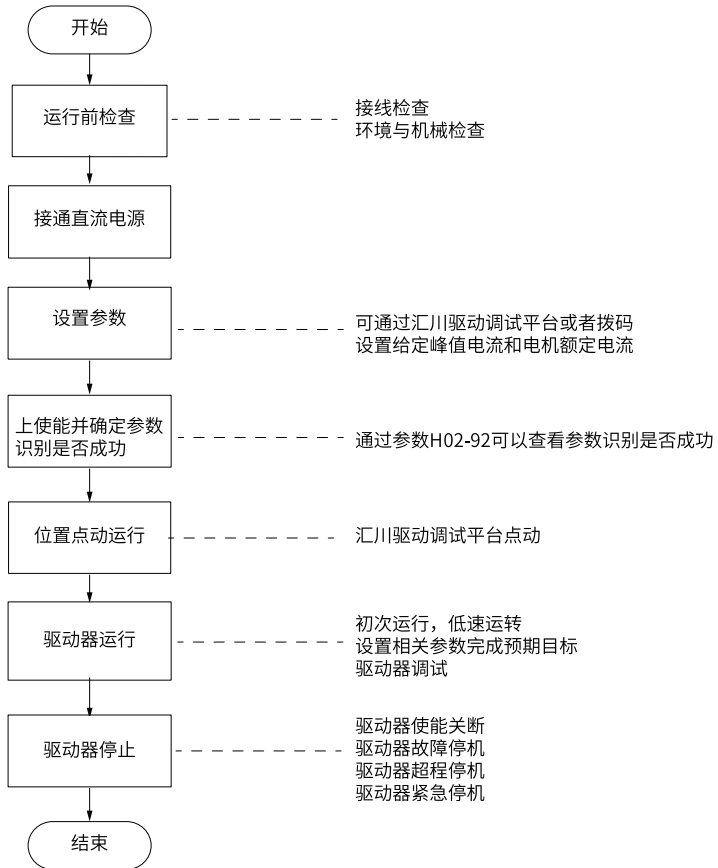 开始
运行前检查
接线检查
环境与机械检查
接通直流电源
设置参数
可通过汇川驱动调试平台或者拨码
设置给定峰值电流和电机额定电流
上使能并确定参数
识别是否成功
通过参数H02-92可以查看参数识别是否成功
位置点动运行
汇川驱动调试平台点动
驱动器运行
初次运行，低速运转
设置相关参数完成预期目标
驱动器调试
驱动器停止
驱动器使能关断
驱动器故障停机
驱动器超程停机
驱动器紧急停机
结束